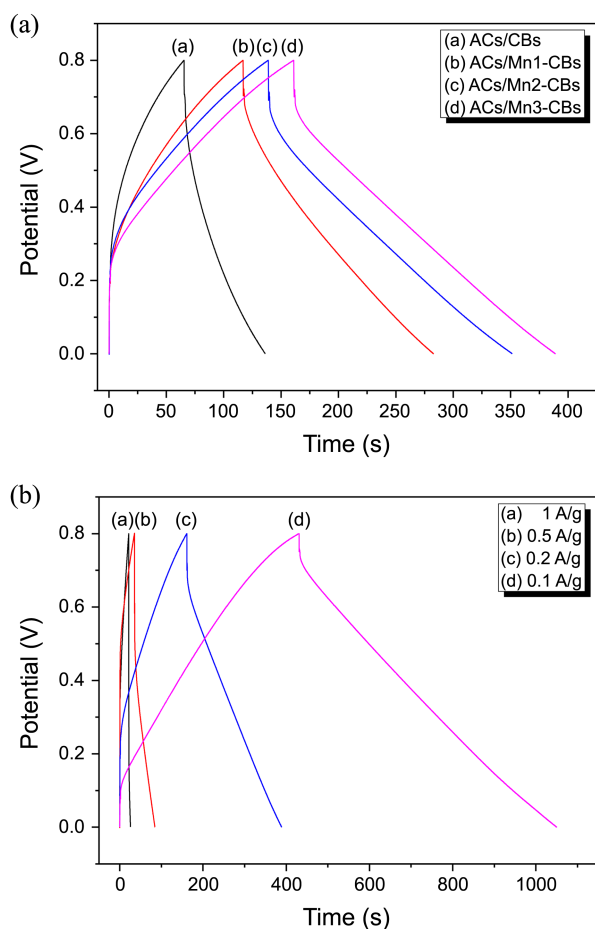 (a)
(a) (b) (c) (d)
(a) ACs/CBs
(b) ACs/Mn1-CBs
(c) ACs/Mn2-CBs
(d) ACs/Mn3-CBs
0.8
0.6
0.4
0.2
0.0
Potential (V)
0 50 100 150 200 250 300 350 400
Time (s)
(b)
(a)(b) (c) (d)
(a) 1 A/g
(b) 0.5 A/g
(c) 0.2 A/g
(d) 0.1 A/g
0.8
0.6
0.4
0.2
0.0
Potential (V)
0 200 400 600 800 1000
Time (s)